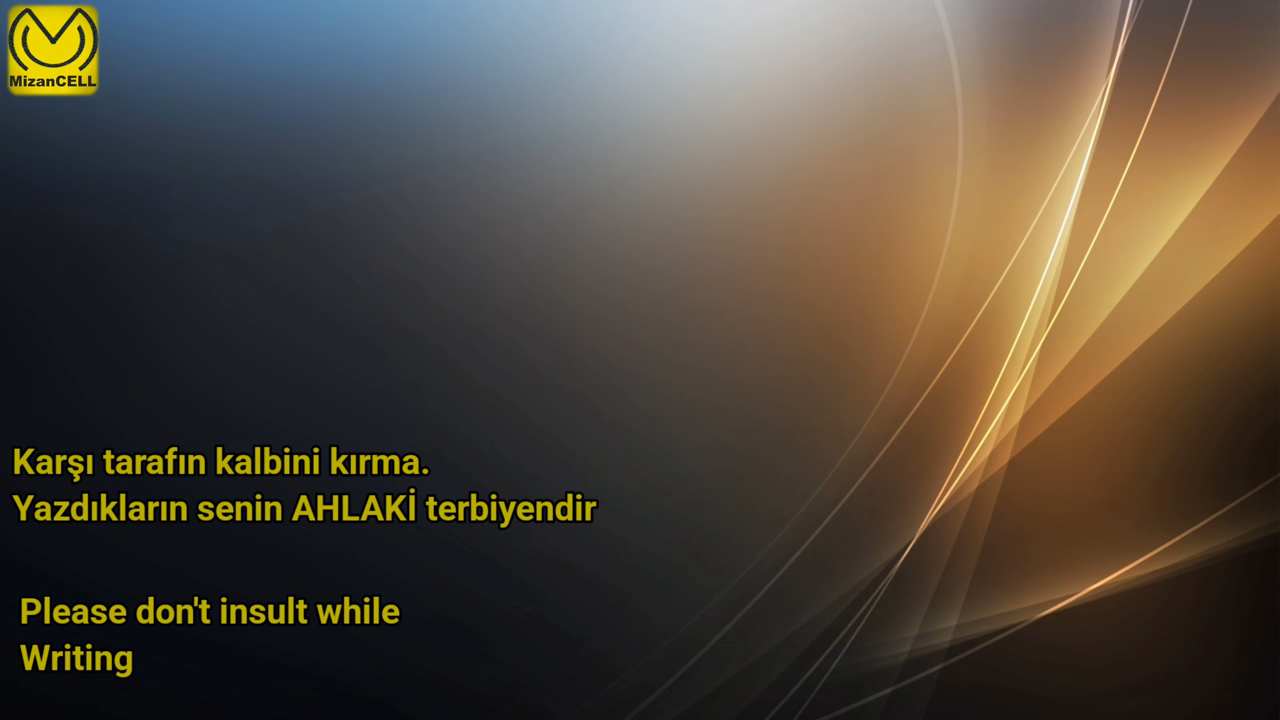 MizanCELL
Karşı tarafın kalbini kırma.
Yazdıkların senin AHLAKİ terbiyendir
Please don't insult while
Writing